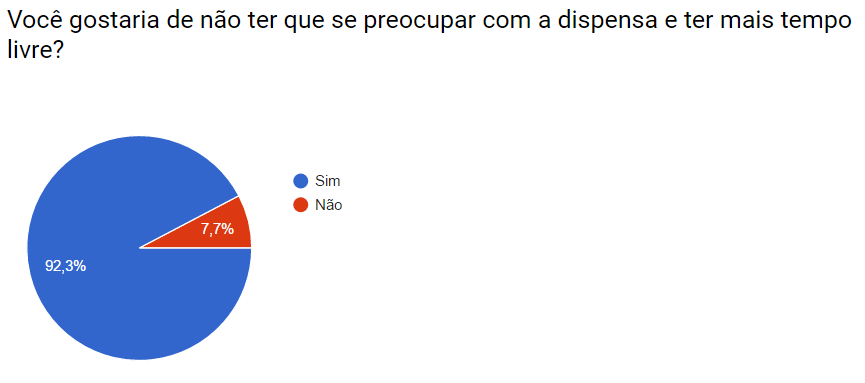 Você gostaria de não ter que se preocupar com a dispensa e ter mais tempo
livre?
Sim
Não
7,7%
92,3%